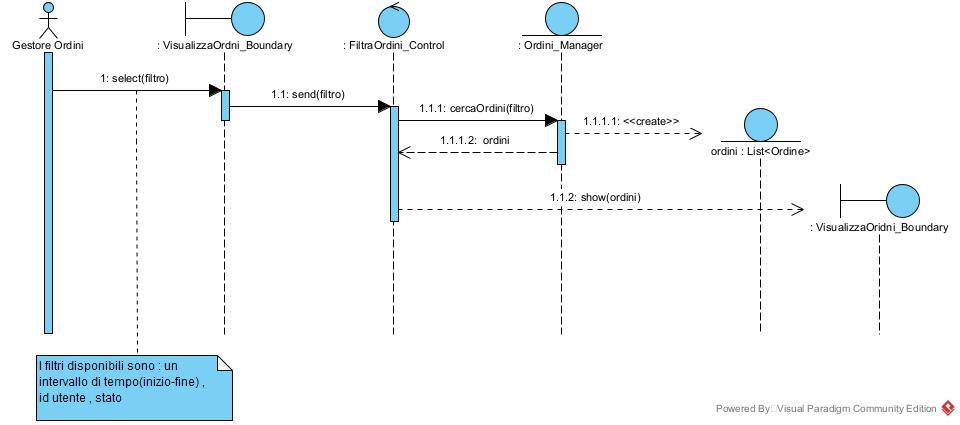 Gestore Ordini
: VisualizzaOrdni_Boundary
: FiltraOrdini_Control
: Ordini_Manager
1: select(filtro)
1.1: send(filtro)
1.1.1: cercaOrdini(filtro)
1.1.1.1: <<create>>
1.1.1.2: ordini
ordini : List<Ordine>
1.1.2: show(ordini)
: VisualizzaOridni_Boundary
I filtri disponibili sono : un
intervallo di tempo(inizio-fine) ,
id utente , stato
Powered By Visual Paradigm Community Edition